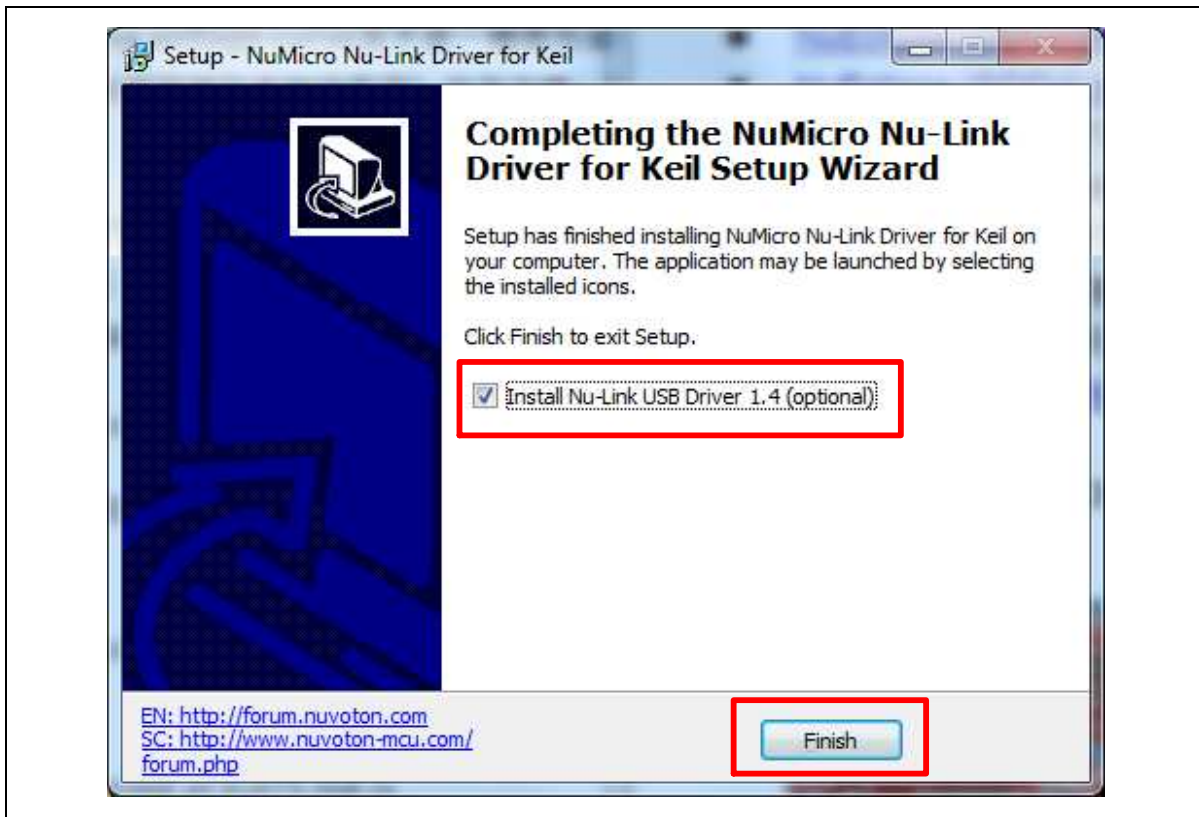 Setup - NuMicro Nu-Link Driver for Keil
Completing the NuMicro Nu-Link
Driver for Keil Setup Wizard
Setup has finished installing NuMicro Nu-Link Driver for Keil on
your computer. The application may be launched by selecting
the installed icons.
Click Finish to exit Setup.
Install Nu-Link USB Driver 1.4 (optional)
EN: http://forum.nuvoton.com
SC: http://www.nuvoton-mcu.com/
forum.php
Finish